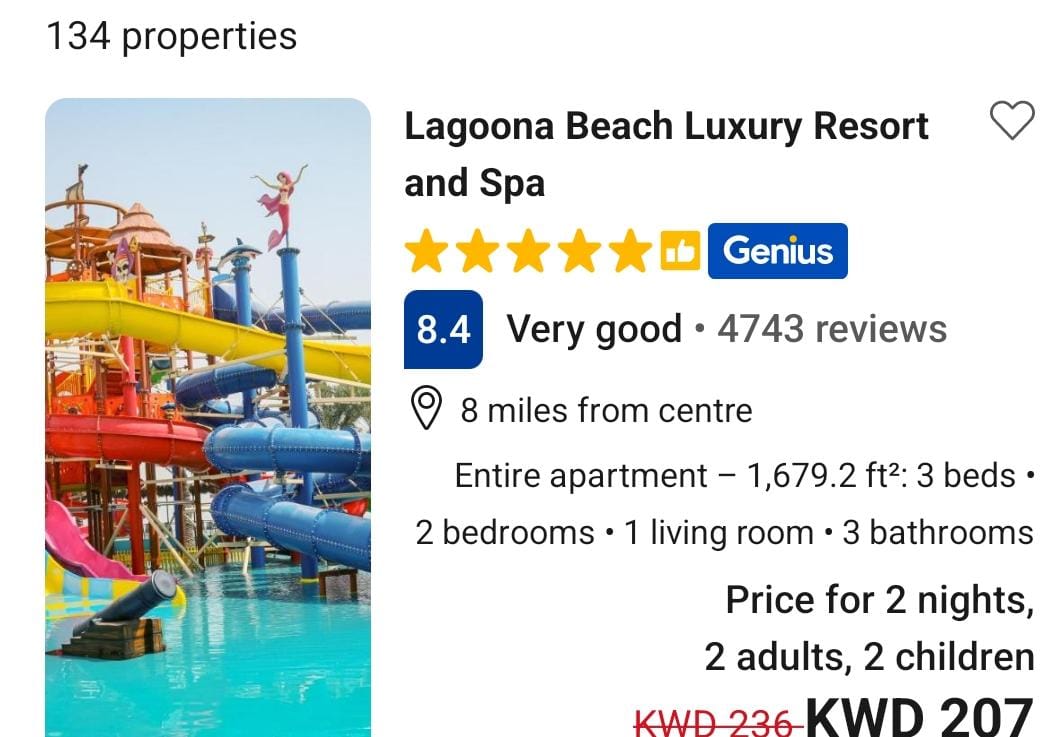 134 properties
Lagoona Beach Luxury Resort
and Spa
Genius
8.4 Very good • 4743 reviews
8 miles from centre
Entire apartment – 1,679.2 ft²: 3 beds •
2 bedrooms • 1 living room • 3 bathrooms
Price for 2 nights,
2 adults, 2 children
KWD 236 KWD 207